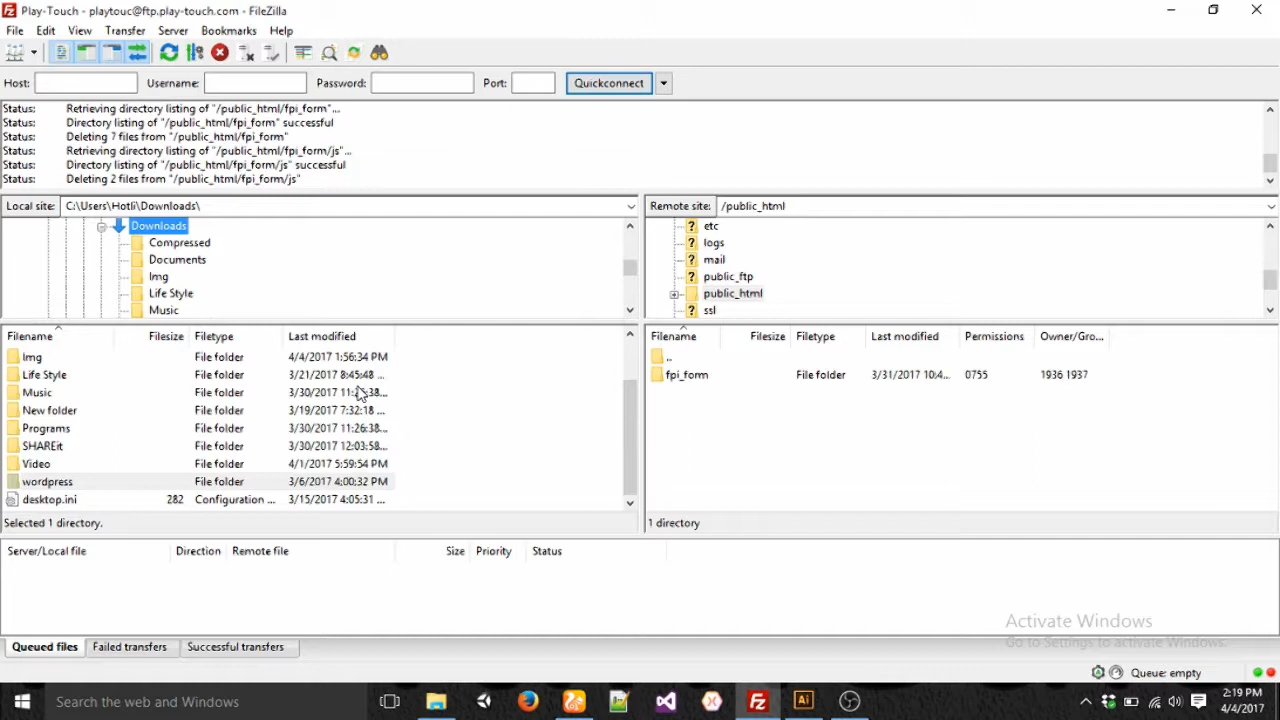 Play-Touch - playtouc@ftp.play-touch.com - FileZilla
File Edit View Transfer Server Bookmarks Help
Host: Username: Password: Port: Quickconnect
Status: Retrieving directory listing of "/public_html/fpi_form"...
Status: Directory listing of "/public_html/fpi_form" successful
Status: Deleting 7 files from "/public_html/fpi_form"
Status: Retrieving directory listing of "/public_html/fpi_form/js"...
Status: Directory listing of "/public_html/fpi_form/js" successful
Status: Deleting 2 files from "/public_html/fpi_form/js"
Local site: C:\Users\Hotli\Downloads\
Downloads
Compressed
Documents
Img
Life Style
Music
Remote site: /public_html
etc
logs
mail
public_ftp
public_html
ssl
Filename Filesize Filetype Last modified
Img File folder 4/4/2017 1:56:34 PM
Life Style File folder 3/21/2017 8:45:48 ...
Music File folder 3/30/2017
New folder File folder 3/19/2017 7:32:18 ...
Programs File folder 3/30/2017 11:26:38...
SHAREit File folder 3/30/2017 12:03:58...
Video File folder 4/1/2017 5:59:54 PM
wordpress File folder 3/6/2017 4:00:32 PM
desktop.ini 282 Configuration ... 3/15/2017 4:05:31 ...
Selected 1 directory.
Filename Filesize Filetype Last modified Permissions Owner/Gro...
..
fpi_form File folder 3/31/2017 10:4... 0755 1936 1937
1 directory
Server/Local file Direction Remote file Size Priority Status
Activate Windows
Go to Settings to activate Windows.
Queued files Failed transfers Successful transfers
Queue: empty
Search the web and Windows
2:19 PM
4/4/2017